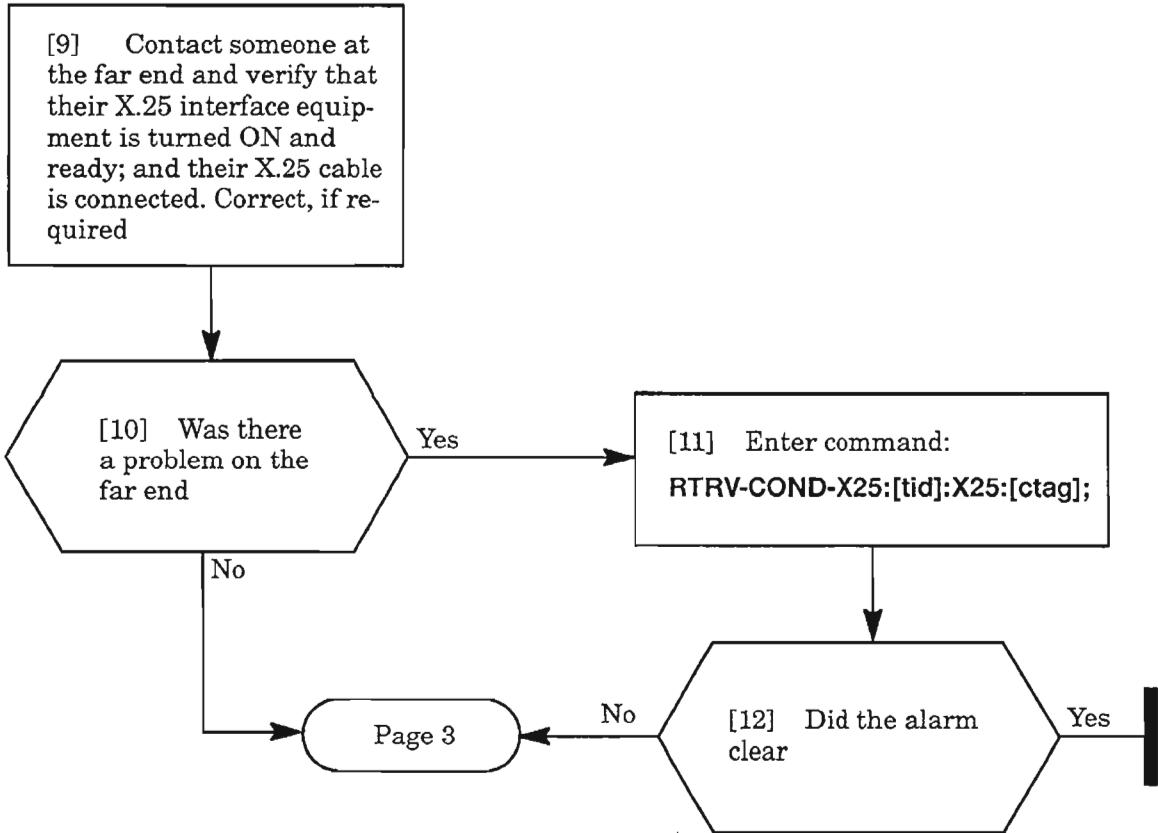 [9] Contact someone at
the far end and verify that
their X.25 interface equip-
ment is turned ON and
ready; and their X.25 cable
is connected. Correct, if re-
quired
[10] Was there
a problem on the
far end
Yes
[11] Enter command:
RTRV-COND-X25:[tid]:X25:[ctag];
No
Page 3
No
[12] Did the alarm
clear
Yes